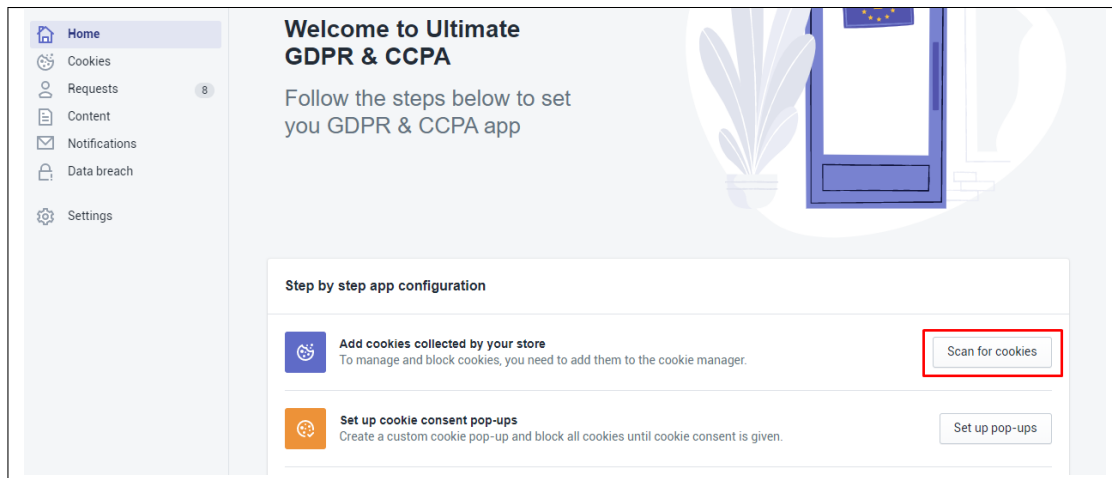 Home
Cookies
Requests 8
Content
Notifications
Data breach
Settings
Welcome to Ultimate
GDPR & CCPA
Follow the steps below to set
you GDPR & CCPA app
Step by step app configuration
Add cookies collected by your store
To manage and block cookies, you need to add them to the cookie manager.
Scan for cookies
Set up cookie consent pop-ups
Create a custom cookie pop-up and block all cookies until cookie consent is given.
Set up pop-ups